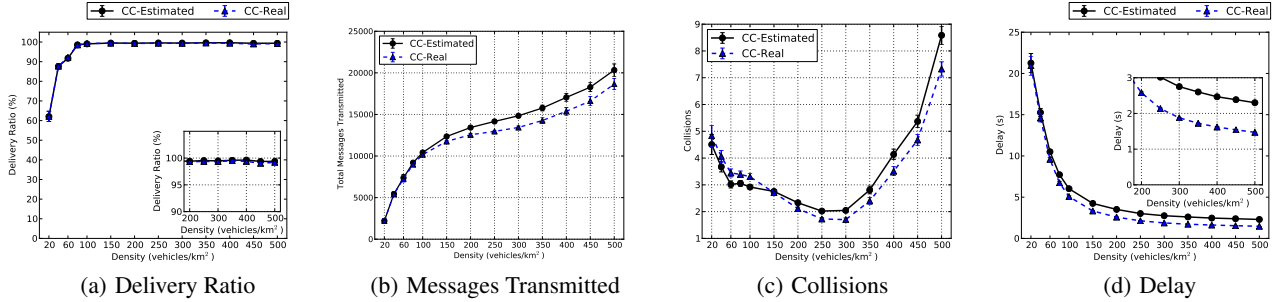 CC-Estimated CC-Real
Delivery Ratio (%)
100
90
80
70
60
50
40
30
20
10
0
20 60 100 150 200 250 300 350 400 450 500
Density (vehicles/km²)
Delivery Ratio (%)
100
95
90
200 300 400 500
Density (vehicles/km²)
(a) Delivery Ratio
CC-Estimated
CC-Real
Total Messages Transmitted
25000
20000
15000
10000
5000
0
20 60 100 150 200 250 300 350 400 450 500
Density (vehicles/km²)
(b) Messages Transmitted
CC-Estimated
CC-Real
Collisions
9
8
7
6
5
4
3
2
1
20 60 100 150 200 250 300 350 400 450 500
Density (vehicles/km²)
(c) Collisions
CC-Estimated CC-Real
Delay (s)
25
20
15
10
5
0
20 60 100 150 200 250 300 350 400 450 500
Density (vehicles/km²)
Delay (s)
3
2
1
0
200 300 400 500
Density (vehicles/km²)
(d) Delay